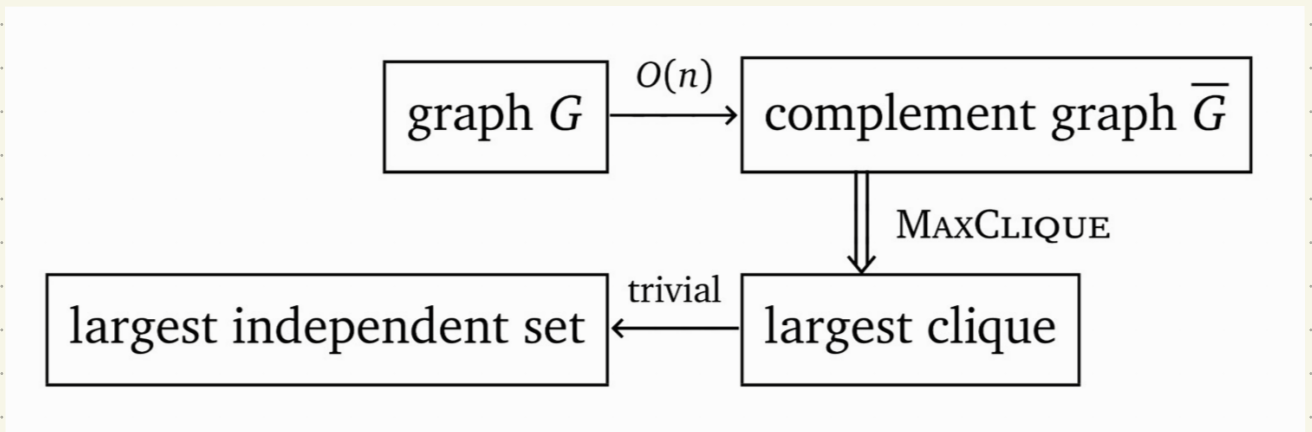 graph G
O(n)
complement graph G̅
MAXCLIQUE
largest independent set
trivial
largest clique